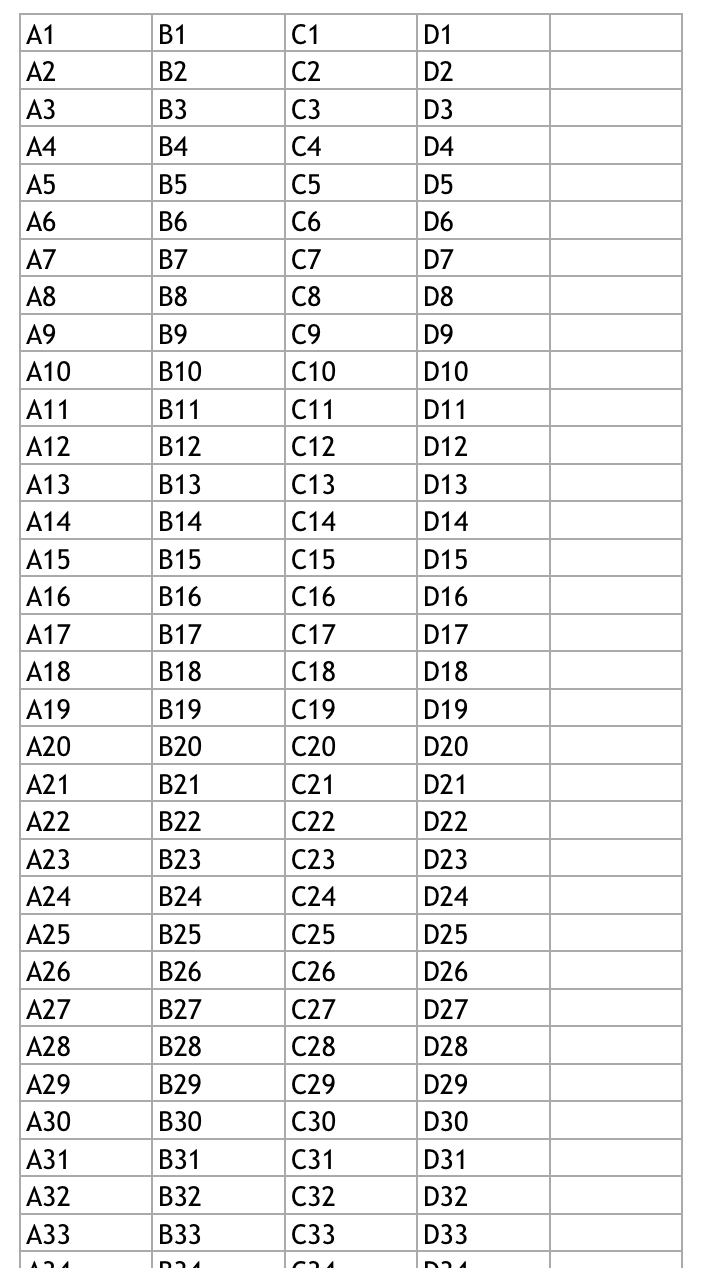 A1 B1 C1 D1
A2 B2 C2 D2
A3 B3 C3 D3
A4 B4 C4 D4
A5 B5 C5 D5
A6 B6 C6 D6
A7 B7 C7 D7
A8 B8 C8 D8
A9 B9 C9 D9
A10 B10 C10 D10
A11 B11 C11 D11
A12 B12 C12 D12
A13 B13 C13 D13
A14 B14 C14 D14
A15 B15 C15 D15
A16 B16 C16 D16
A17 B17 C17 D17
A18 B18 C18 D18
A19 B19 C19 D19
A20 B20 C20 D20
A21 B21 C21 D21
A22 B22 C22 D22
A23 B23 C23 D23
A24 B24 C24 D24
A25 B25 C25 D25
A26 B26 C26 D26
A27 B27 C27 D27
A28 B28 C28 D28
A29 B29 C29 D29
A30 B30 C30 D30
A31 B31 C31 D31
A32 B32 C32 D32
A33 B33 C33 D33